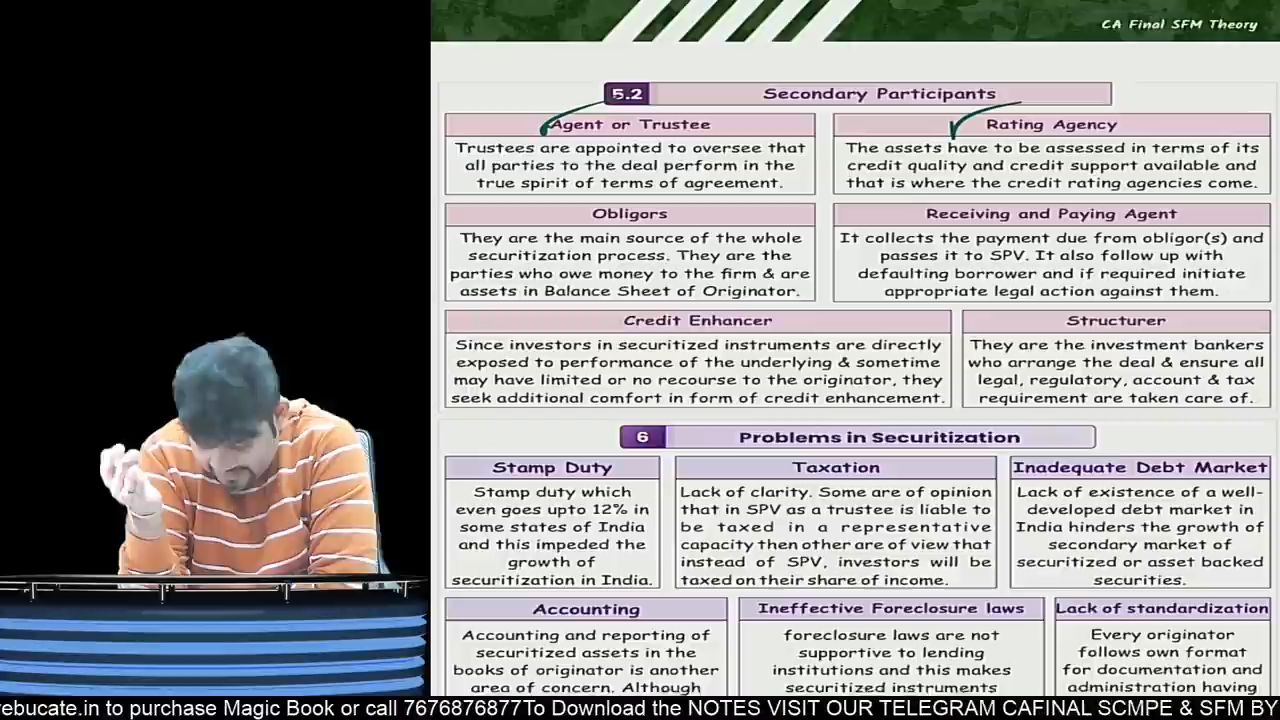 CA Final SFM Theory
5.2 Secondary Participants
Agent or Trustee
Trustees are appointed to oversee that
all parties to the deal perform in the
true spirit of terms of agreement.
Rating Agency
The assets have to be assessed in terms of its
credit quality and credit support available and
that is where the credit rating agencies come.
Obligors
They are the main source of the whole
securitization process. They are the
parties who owe money to the firm & are
assets in Balance Sheet of Originator.
Receiving and Paying Agent
It collects the payment due from obligor(s) and
passes it to SPV. It also follow up with
defaulting borrower and if required initiate
appropriate legal action against them.
Credit Enhancer
Since investors in securitized instruments are directly
exposed to performance of the underlying & sometime
may have limited or no recourse to the originator, they
seek additional comfort in form of credit enhancement.
Structurer
They are the investment bankers
who arrange the deal & ensure all
legal, regulatory, account & tax
requirement are taken care of.
6 Problems in Securitization
Stamp Duty
Stamp duty which
even goes upto 12% in
some states of India
and this impeded the
growth of
securitization in India.
Taxation
Lack of clarity. Some are of opinion
that in SPV as a trustee is liable to
be taxed in a representative
capacity then other are of view that
instead of SPV, investors will be
taxed on their share of income.
Inadequate Debt Market
Lack of existence of a well-
developed debt market in
India hinders the growth of
secondary market of
securitized or asset backed
securities.
Accounting
Accounting and reporting of
securitized assets in the
books of originator is another
area of concern. Although
Ineffective Foreclosure laws
foreclosure laws are not
supportive to lending
institutions and this makes
securitized instruments
Lack of standardization
Every originator
follows own format
for documentation and
administration having
rebucate.in to purchase Magic Book or call 7676876877To Download the NOTES VISIT OUR TELEGRAM CAFINAL SCMPE & SFM BY